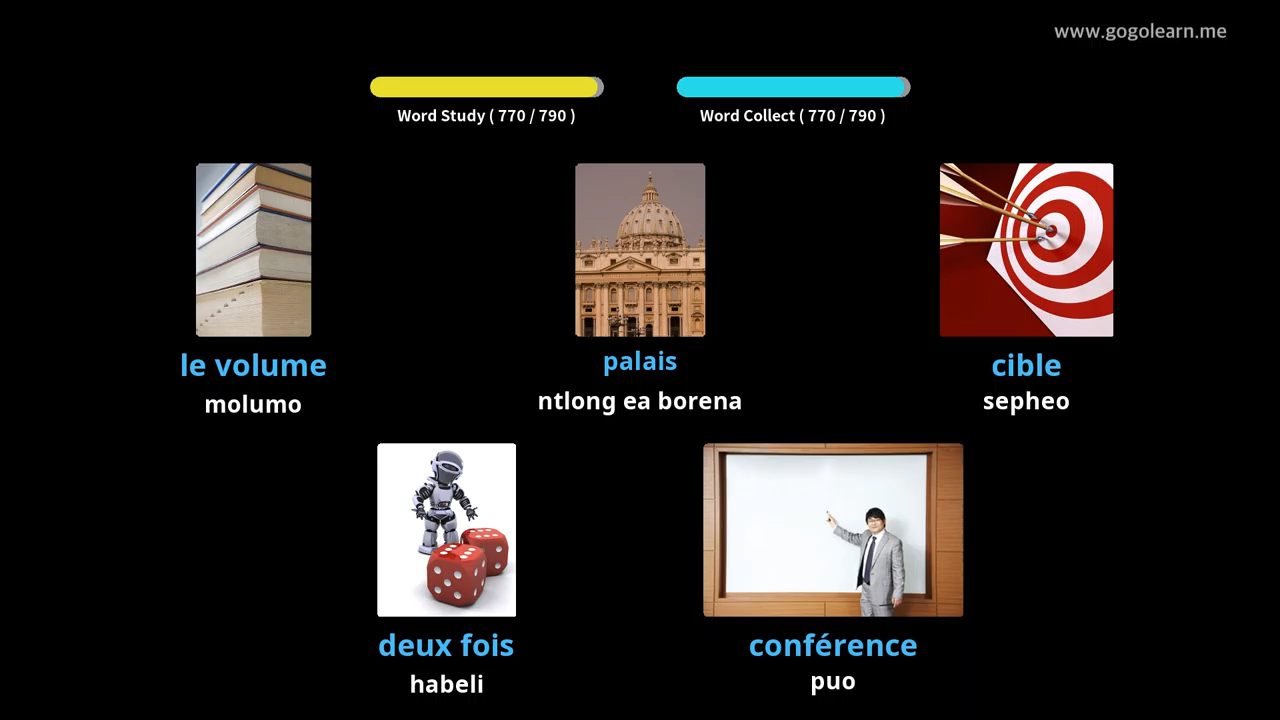 www.gogolearn.me
Word Study ( 770 / 790 )
Word Collect ( 770 / 790 )
le volume
molumo
palais
ntlong ea borena
cible
sepheo
deux fois
habeli
conférence
puo